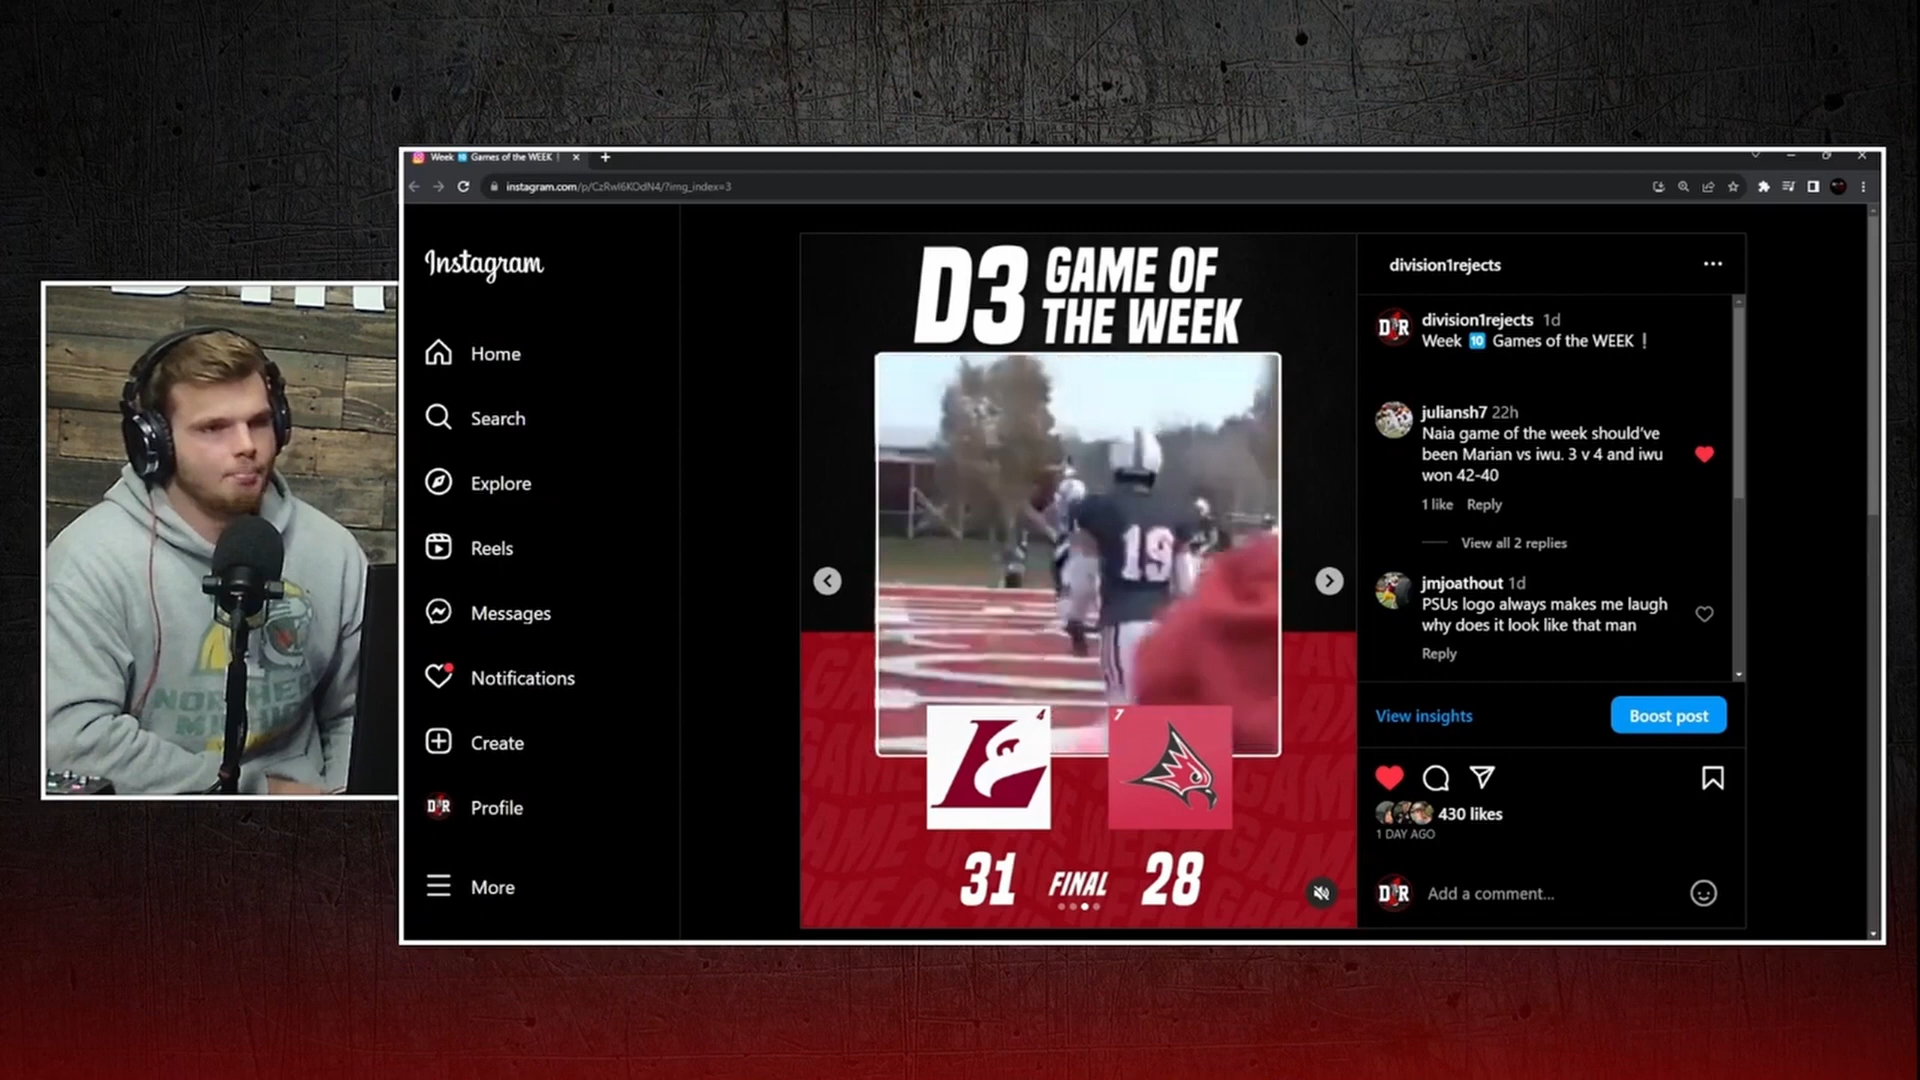 Week 🔟 Games of the WEEK !
instagram.com/p/CzRwl6KOdN4/?img_index=3
Instagram
Home
Search
Explore
Reels
Messages
Notifications
Create
Profile
More
D3 GAME OF
THE WEEK
19
4
7
31 FINAL 28
division1rejects
division1rejects 1d
Week 🔟 Games of the WEEK !
juliansh7 22h
Naia game of the week should've
been Marian vs iwu. 3 v 4 and iwu
won 42-40
1 like Reply
View all 2 replies
jmjoathout 1d
PSUs logo always makes me laugh
why does it look like that man
Reply
View insights
Boost post
430 likes
1 DAY AGO
D1R
Add a comment...